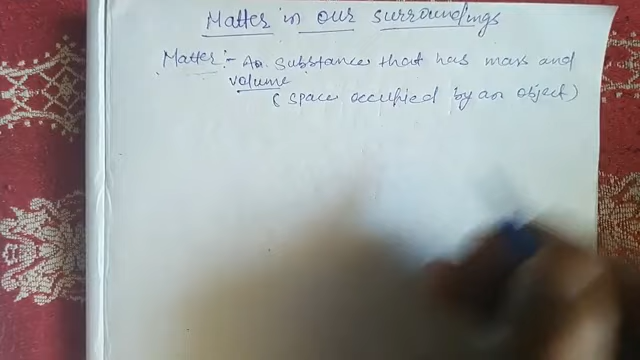 Matter in our surroundings
Matter :- An substance that has mass and
volume
( space occupied by an object)